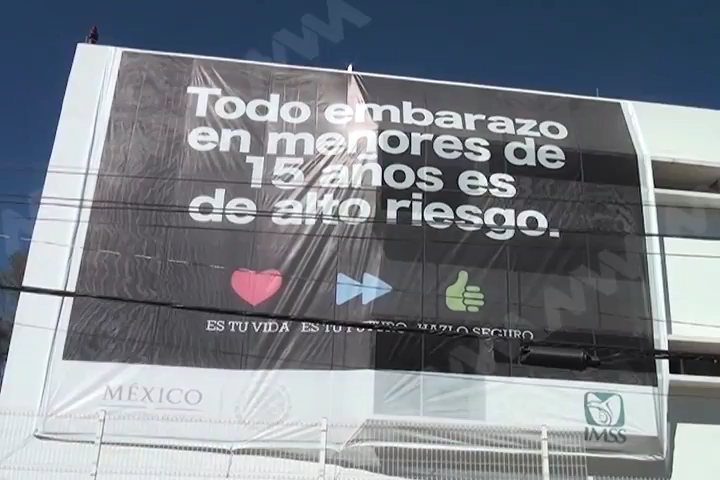 Todo embarazo
en menores de
15 años es
de alto riesgo.
ES TU VIDA ES TU FUTURO HAZLO SEGURO
MÉXICO
IMSS